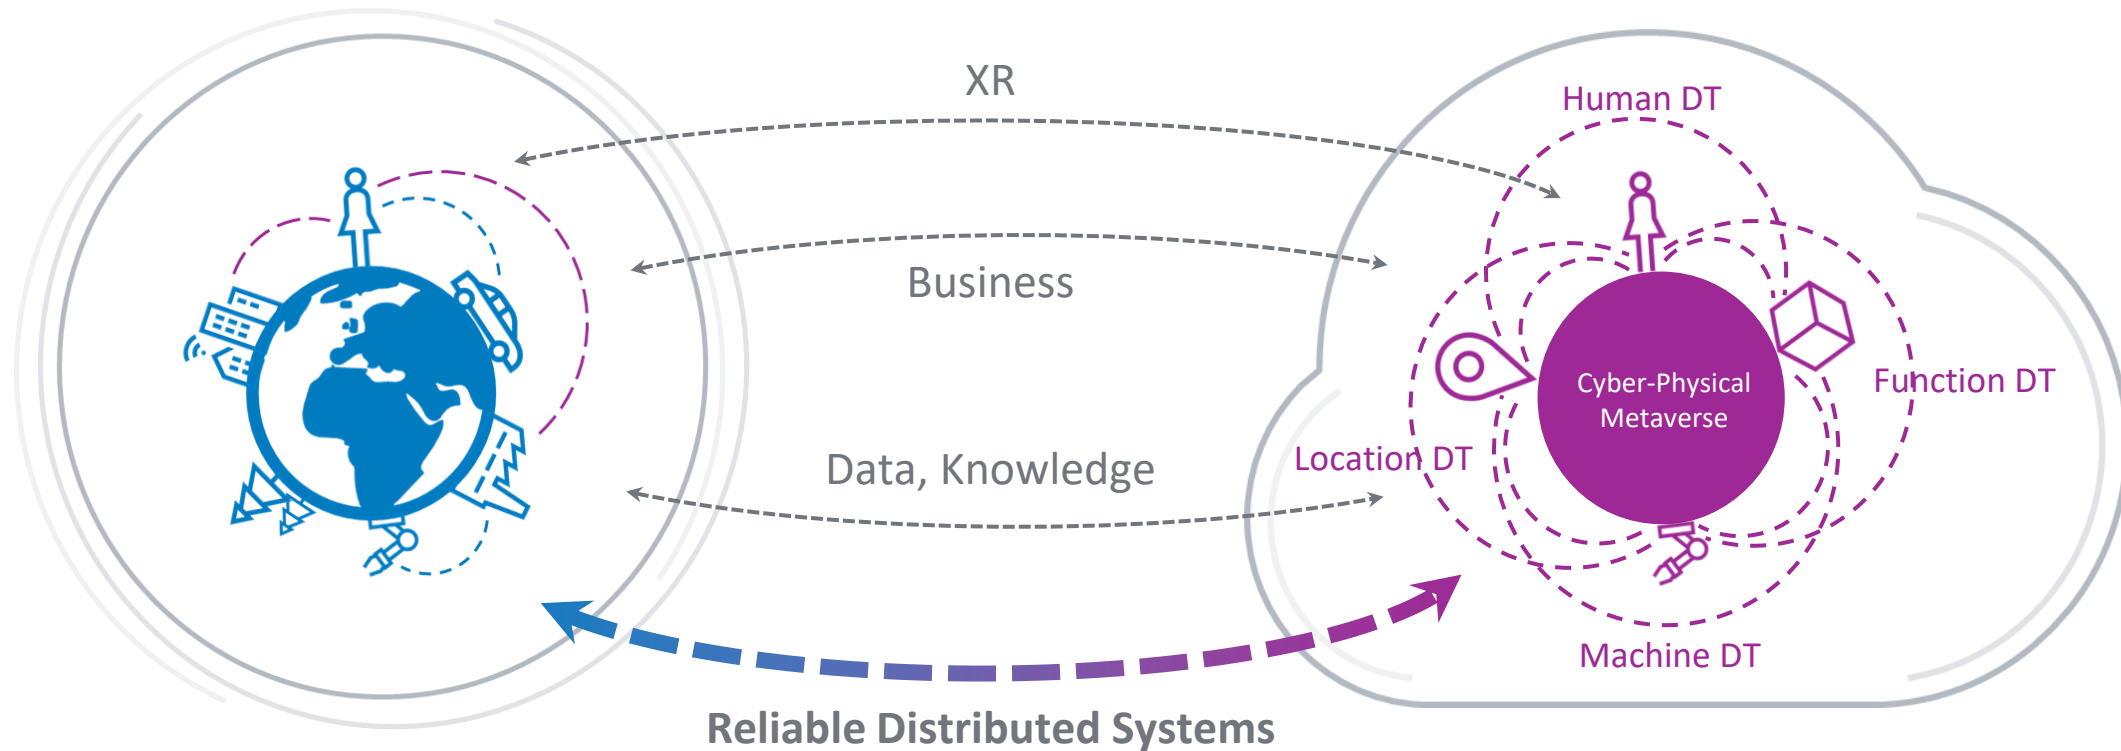 XR
Human DT
Business
Cyber-Physical
Metaverse
Function DT
Location DT
Data, Knowledge
Machine DT
Reliable Distributed Systems